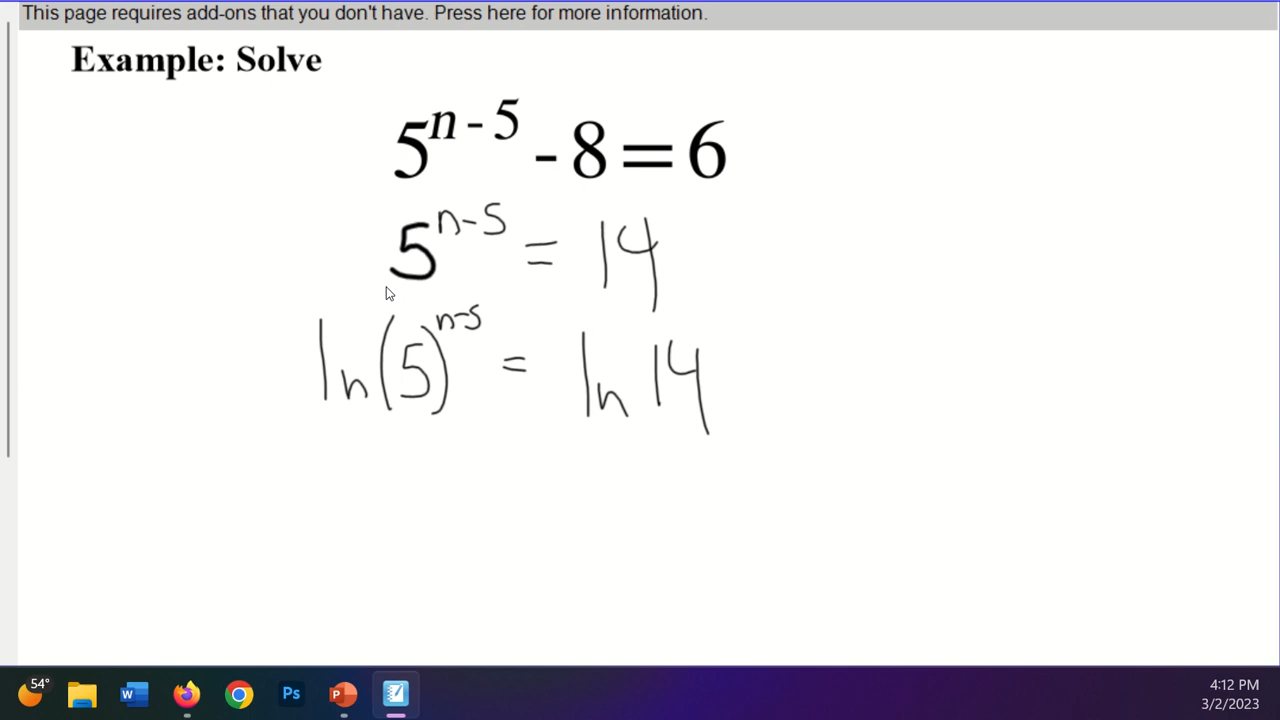 This page requires add-ons that you don't have. Press here for more information.
Example: Solve
5^{n-5} - 8 = 6
5^{n-5} = 14
ln(5)^{n-5} = ln 14
54°
W
P
Ps
4:12 PM
3/2/2023